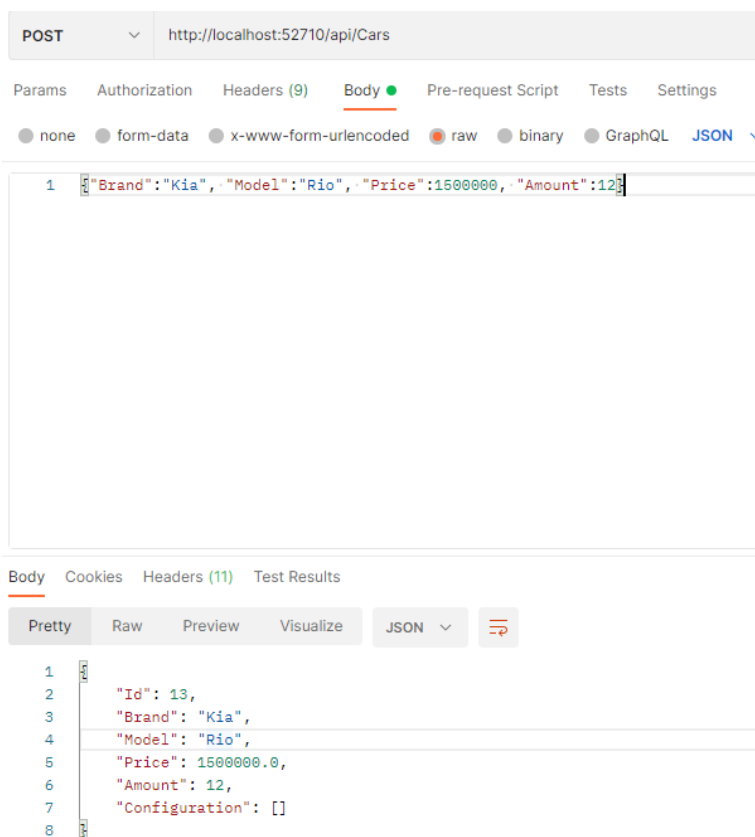 POST http://localhost:52710/api/Cars
Params Authorization Headers (9) Body Pre-request Script Tests Settings
none form-data x-www-form-urlencoded raw binary GraphQL JSON
1 {"Brand":"Kia", "Model":"Rio", "Price":1500000, "Amount":12}
Body Cookies Headers (11) Test Results
Pretty Raw Preview Visualize JSON
1 {
2 "Id": 13,
3 "Brand": "Kia",
4 "Model": "Rio",
5 "Price": 1500000.0,
6 "Amount": 12,
7 "Configuration": []
8 }